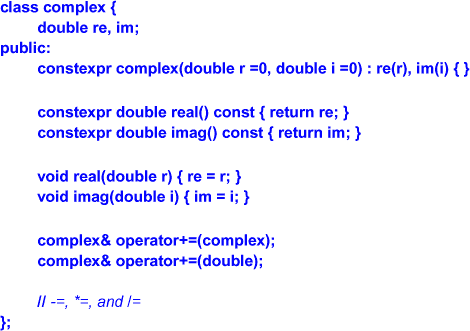 class complex {
double re, im;
public:
constexpr complex(double r =0, double i =0) : re(r), im(i) { }
constexpr double real() const { return re; }
constexpr double imag() const { return im; }
void real(double r) { re = r; }
void imag(double i) { im = i; }
complex& operator+=(complex);
complex& operator+=(double);
// -=, *=, and /=
};